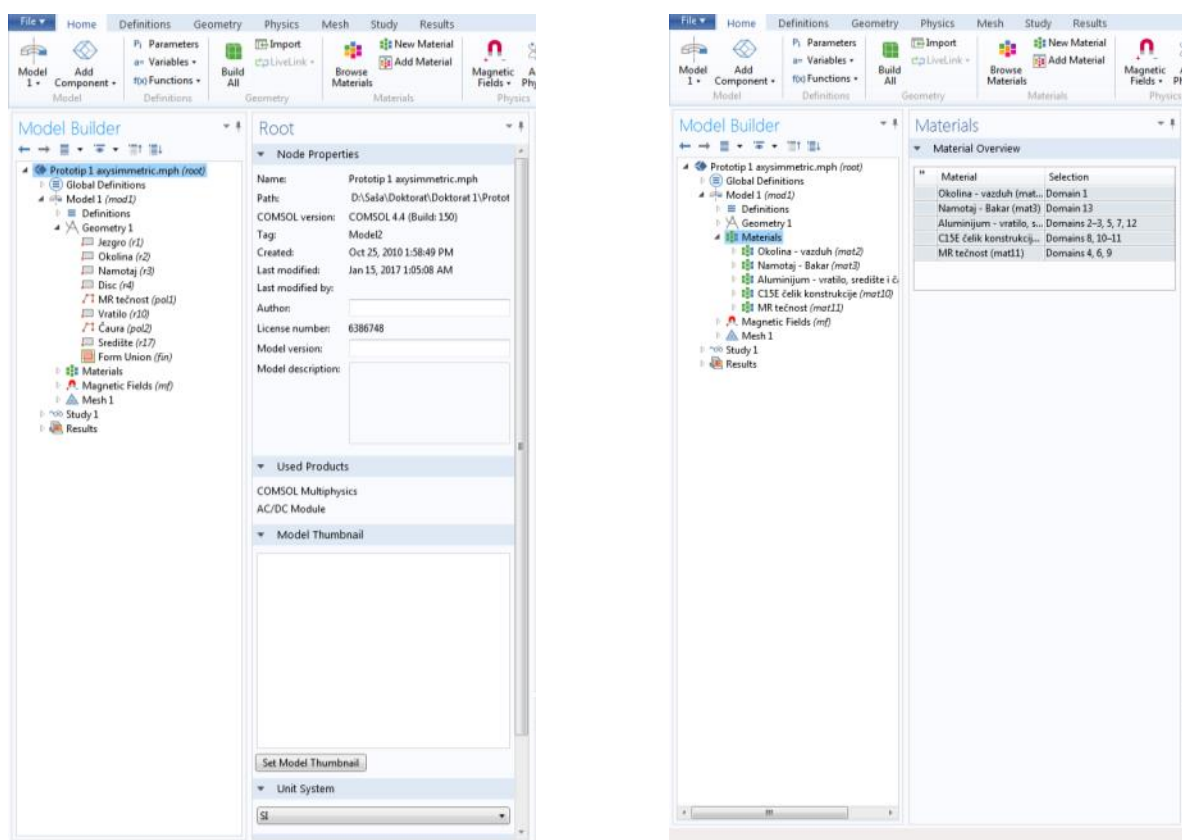 File Home Definitions Geometry Physics Mesh Study Results
Model 1 Add Component
Pi Parameters
a= Variables
f(x) Functions
Build All
Import
LiveLink
Browse Materials
New Material
Add Material
Magnetic Fields
Model Definitions Geometry Materials Physics
Model Builder
Prototip 1 axysimmetric.mph (root)
Global Definitions
Model 1 (mod1)
Definitions
Geometry 1
Jezgro (r1)
Okolina (r2)
Namotaj (r3)
Disc (r4)
MR tečnost (pol1)
Vratilo (r10)
Čaura (pol2)
Središte (r17)
Form Union (fin)
Materials
Magnetic Fields (mf)
Mesh 1
Study 1
Results
Root
Node Properties
Name: Prototip 1 axysimmetric.mph
Path: D:\Saša\Doktorat\Doktorat 1\Protot
COMSOL version: COMSOL 4.4 (Build: 150)
Tag: Model2
Created: Oct 25, 2010 1:58:49 PM
Last modified: Jan 15, 2017 1:05:08 AM
Last modified by:
Author:
License number: 6386748
Model version:
Model description:
Used Products
COMSOL Multiphysics
AC/DC Module
Model Thumbnail
Set Model Thumbnail
Unit System
SI
File Home Definitions Geometry Physics Mesh Study Results
Model 1 Add Component
Pi Parameters
a= Variables
f(x) Functions
Build All
Import
LiveLink
Browse Materials
New Material
Add Material
Magnetic Fields
Model Definitions Geometry Materials Physics
Model Builder
Prototip 1 axysimmetric.mph (root)
Global Definitions
Model 1 (mod1)
Definitions
Geometry 1
Materials
Okolina - vazduh (mat2)
Namotaj - Bakar (mat3)
Aluminijum - vratilo, središte i ča
C15E čelik konstrukcije (mat10)
MR tečnost (mat11)
Magnetic Fields (mf)
Mesh 1
Study 1
Results
Materials
Material Overview
Material Selection
Okolina - vazduh (mat... Domain 1
Namotaj - Bakar (mat3) Domain 13
Aluminijum - vratilo, s... Domains 2–3, 5, 7, 12
C15E čelik konstrukcij... Domains 8, 10–11
MR tečnost (mat11) Domains 4, 6, 9